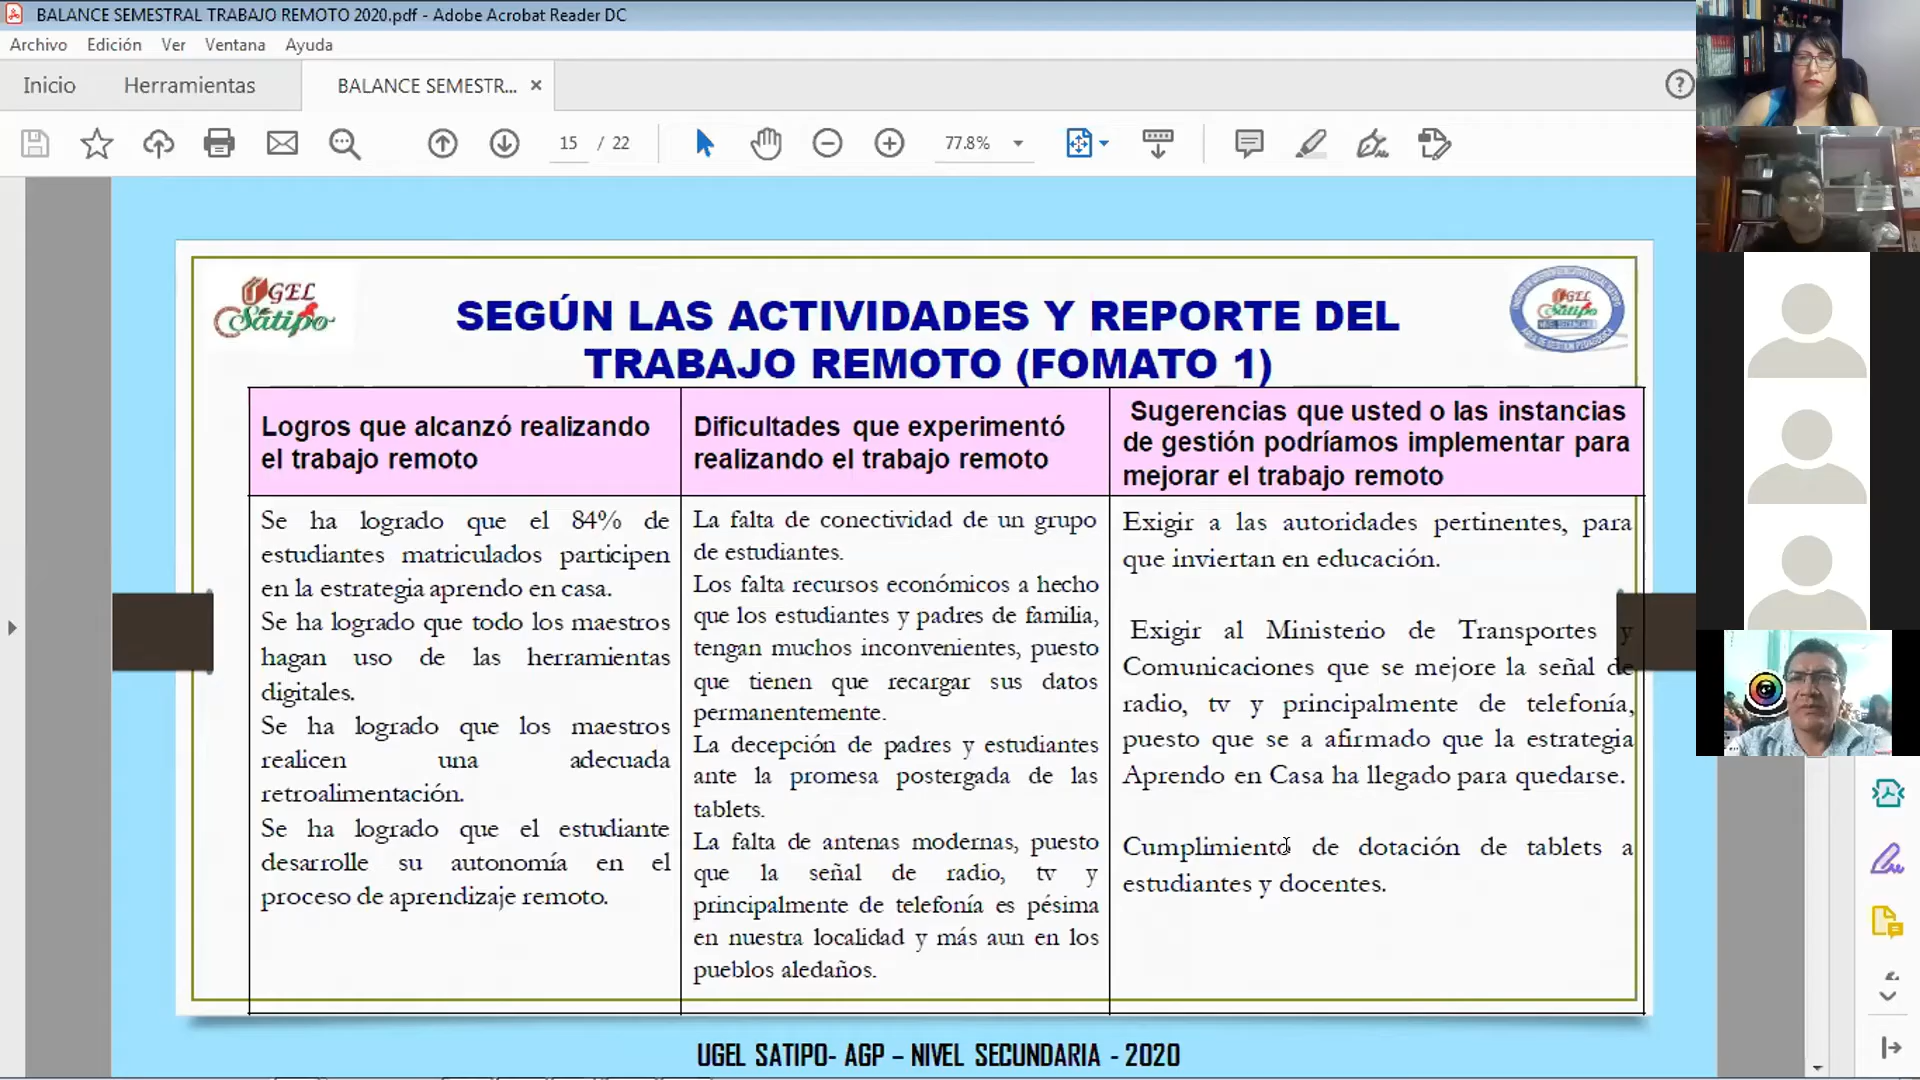 BALANCE SEMESTRAL TRABAJO REMOTO 2020.pdf - Adobe Acrobat Reader DC
Archivo Edición Ver Ventana Ayuda
Inicio Herramientas BALANCE SEMESTR... ×
15 / 22 77.8%
UGEL
Satipo
UGEL
Satipo
SEGÚN LAS ACTIVIDADES Y REPORTE DEL
TRABAJO REMOTO (FOMATO 1)
Logros que alcanzó realizando
el trabajo remoto
Dificultades que experimentó
realizando el trabajo remoto
Sugerencias que usted o las instancias
de gestión podríamos implementar para
mejorar el trabajo remoto
Se ha logrado que el 84% de
estudiantes matriculados participen
en la estrategia aprendo en casa.
Se ha logrado que todo los maestros
hagan uso de las herramientas
digitales.
Se ha logrado que los maestros
realicen una adecuada
retroalimentación.
Se ha logrado que el estudiante
desarrolle su autonomía en el
proceso de aprendizaje remoto.
La falta de conectividad de un grupo
de estudiantes.
Los falta recursos económicos a hecho
que los estudiantes y padres de familia,
tengan muchos inconvenientes, puesto
que tienen que recargar sus datos
permanentemente.
La decepción de padres y estudiantes
ante la promesa postergada de las
tablets.
La falta de antenas modernas, puesto
que la señal de radio, tv y
principalmente de telefonía es pésima
en nuestra localidad y más aun en los
pueblos aledaños.
Exigir a las autoridades pertinentes, para
que inviertan en educación.
Exigir al Ministerio de Transportes y
Comunicaciones que se mejore la señal de
radio, tv y principalmente de telefonía,
puesto que se a afirmado que la estrategia
Aprendo en Casa ha llegado para quedarse.
Cumplimiento de dotación de tablets a
estudiantes y docentes.
UGEL SATIPO- AGP – NIVEL SECUNDARIA - 2020